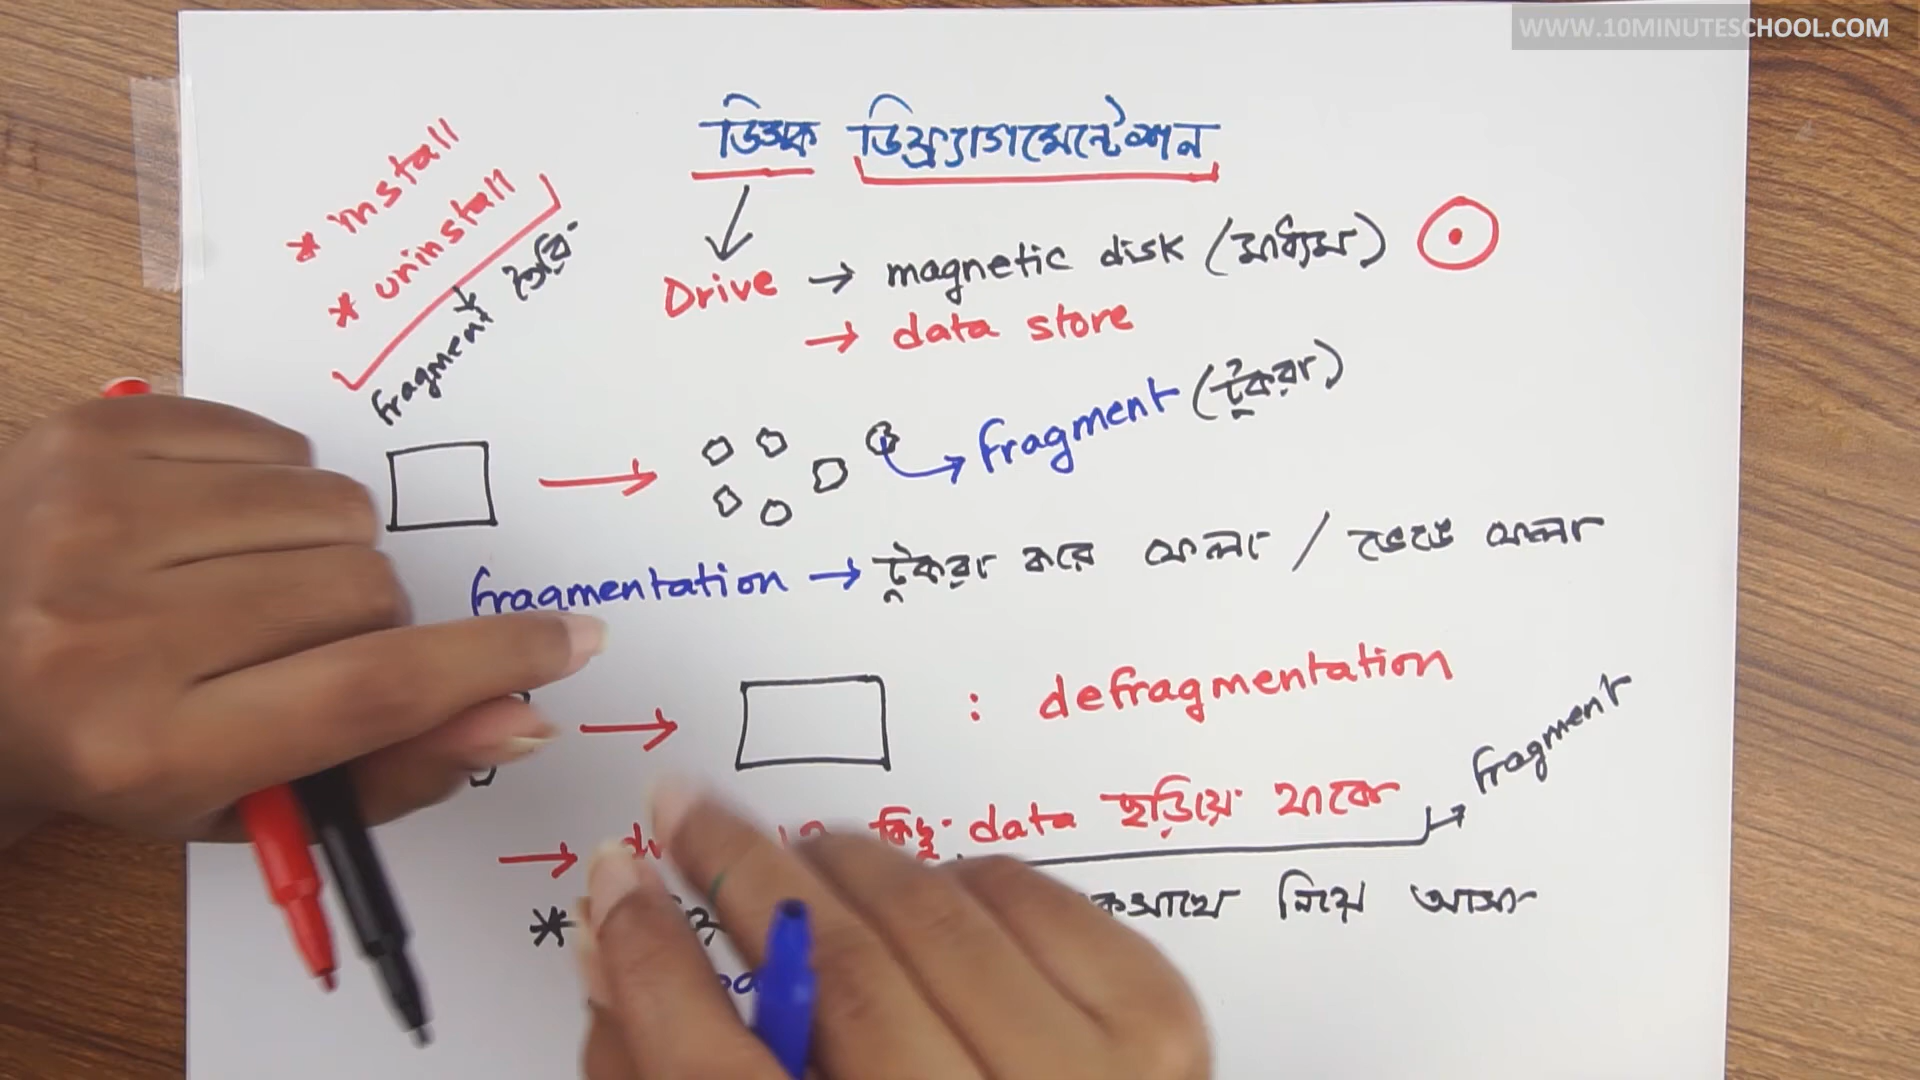 WWW.10MINUTESCHOOL.COM
ডিস্ক ডিফ্র্যাগমেন্টেশন
* install
* uninstall
fragment তৈরি
Drive → magnetic disk (মাধ্যম)
→ data store
→ fragment (টুকরা)
fragmentation → টুকরা করে ফেলা / ভেঙে ফেলা
→ : defragmentation
→ কিছু data ছড়িয়ে থাকে → fragment
* নিয়ে আসা